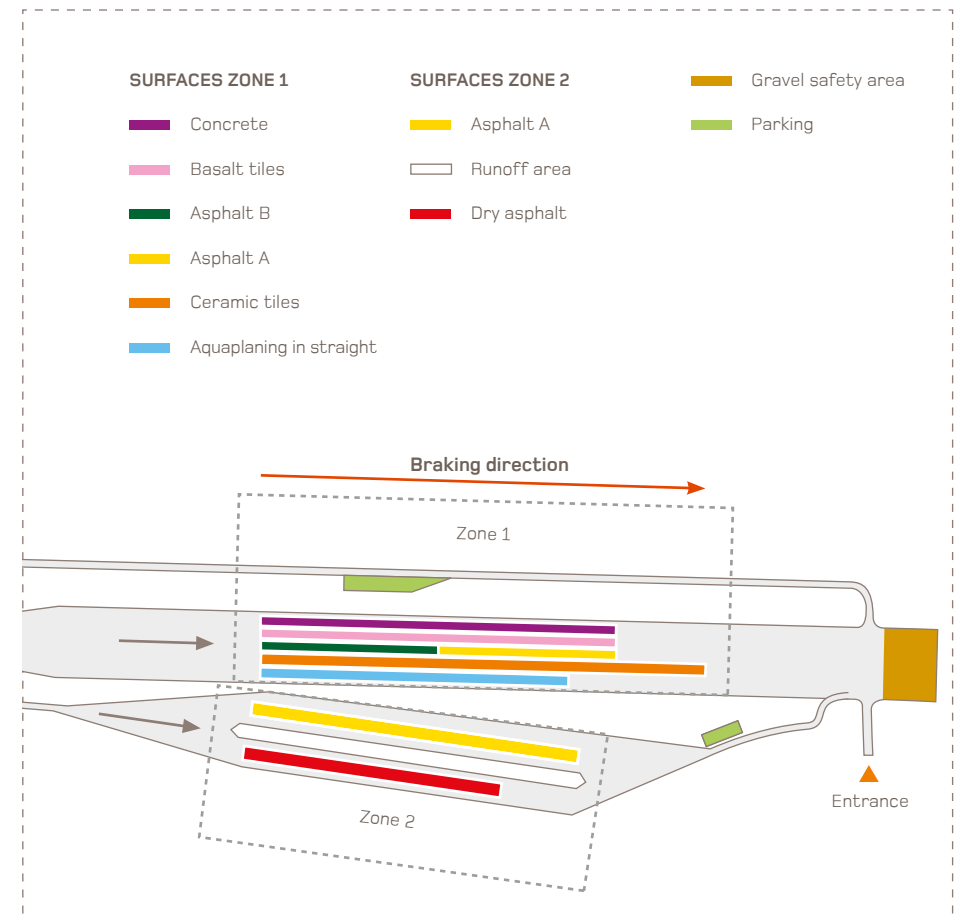 SURFACES ZONE 1
Concrete
Basalt tiles
Asphalt B
Asphalt A
Ceramic tiles
Aquaplaning in straight
SURFACES ZONE 2
Asphalt A
Runoff area
Dry asphalt
Gravel safety area
Parking
Braking direction
Zone 1
Zone 2
Entrance